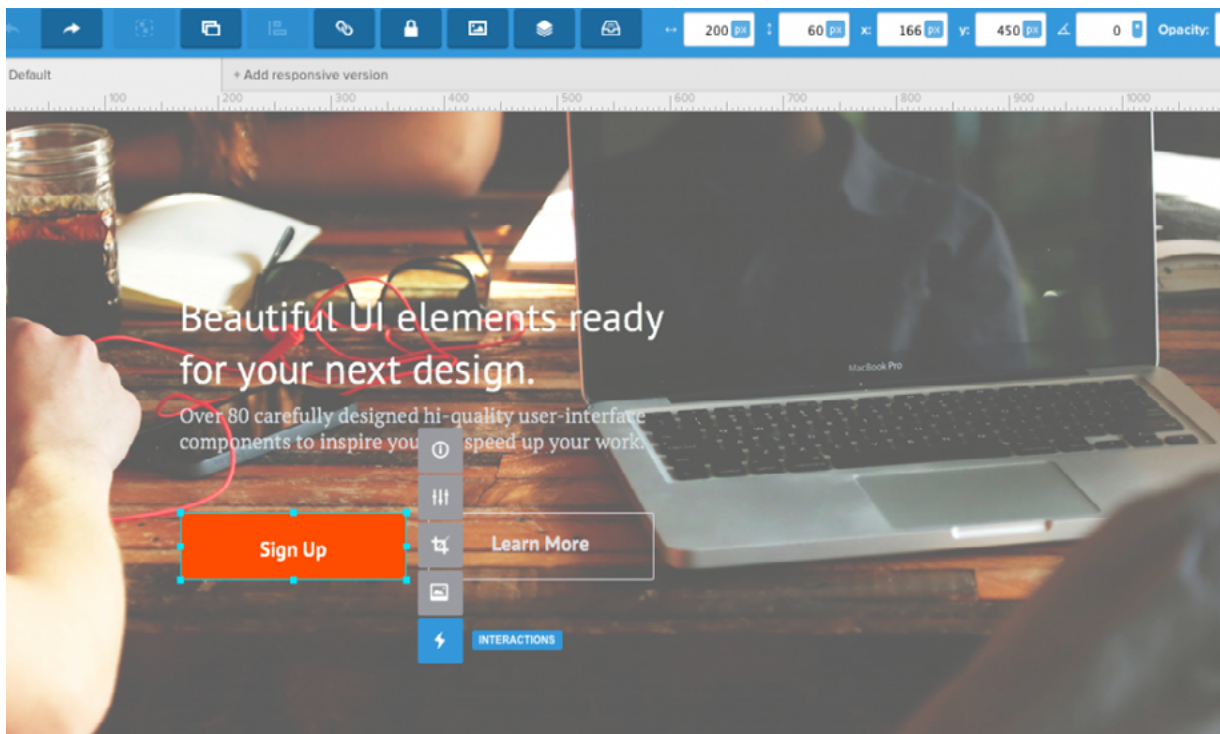 200 px
60 px
x: 166 px
y: 450 px
0 °
Opacity:
Default
+ Add responsive version
100 200 300 400 500 600 700 800 900 1000
Beautiful UI elements ready
for your next design.
MacBook Pro
Over 80 carefully designed hi-quality user-interface
components to inspire you speed up your work.
Sign Up
Learn More
INTERACTIONS